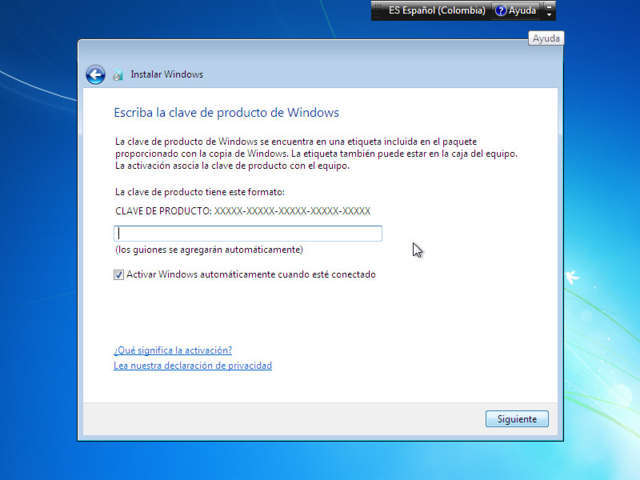 ES Español (Colombia) Ayuda
Ayuda
Instalar Windows
Escriba la clave de producto de Windows
La clave de producto de Windows se encuentra en una etiqueta incluida en el paquete
proporcionado con la copia de Windows. La etiqueta también puede estar en la caja del equipo.
La activación asocia la clave de producto con el equipo.
La clave de producto tiene este formato:
CLAVE DE PRODUCTO: XXXXX-XXXXX-XXXXX-XXXXX-XXXXX
(los guiones se agregarán automáticamente)
Activar Windows automáticamente cuando esté conectado
¿Qué significa la activación?
Lea nuestra declaración de privacidad
Siguiente